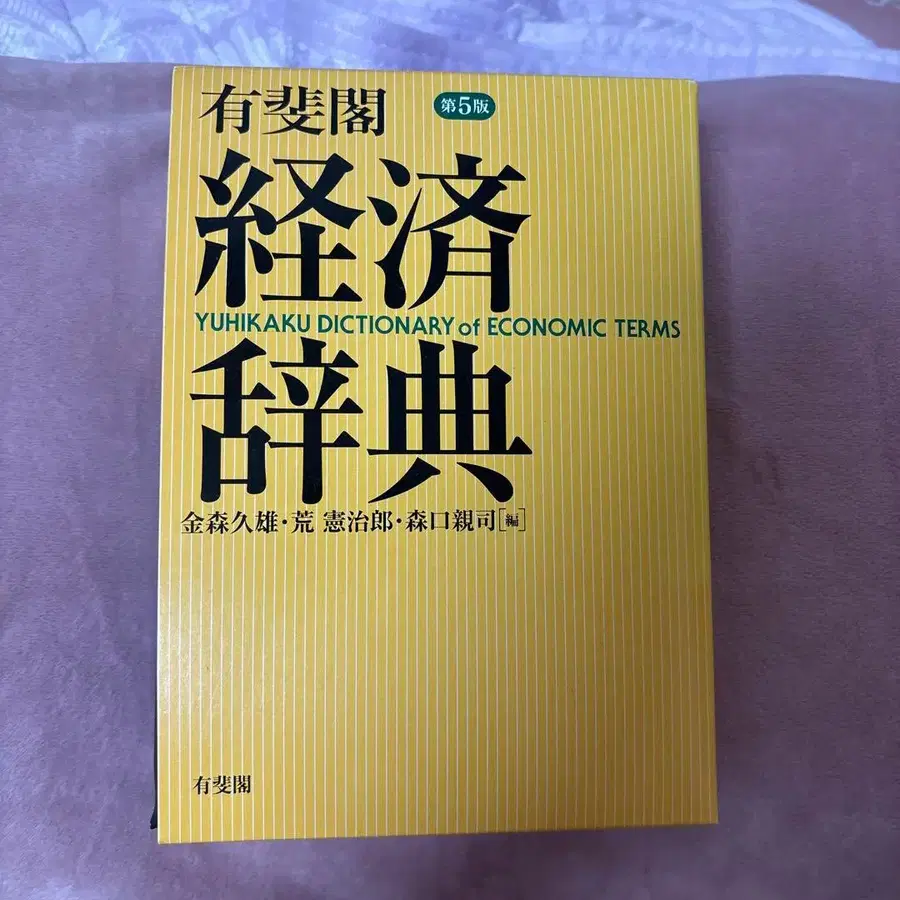 有斐閣 第5版
経済
YUHIKAKU DICTIONARY of ECONOMIC TERMS
辞典
金森久雄・荒 憲治郎・森口親司[編]
有斐閣